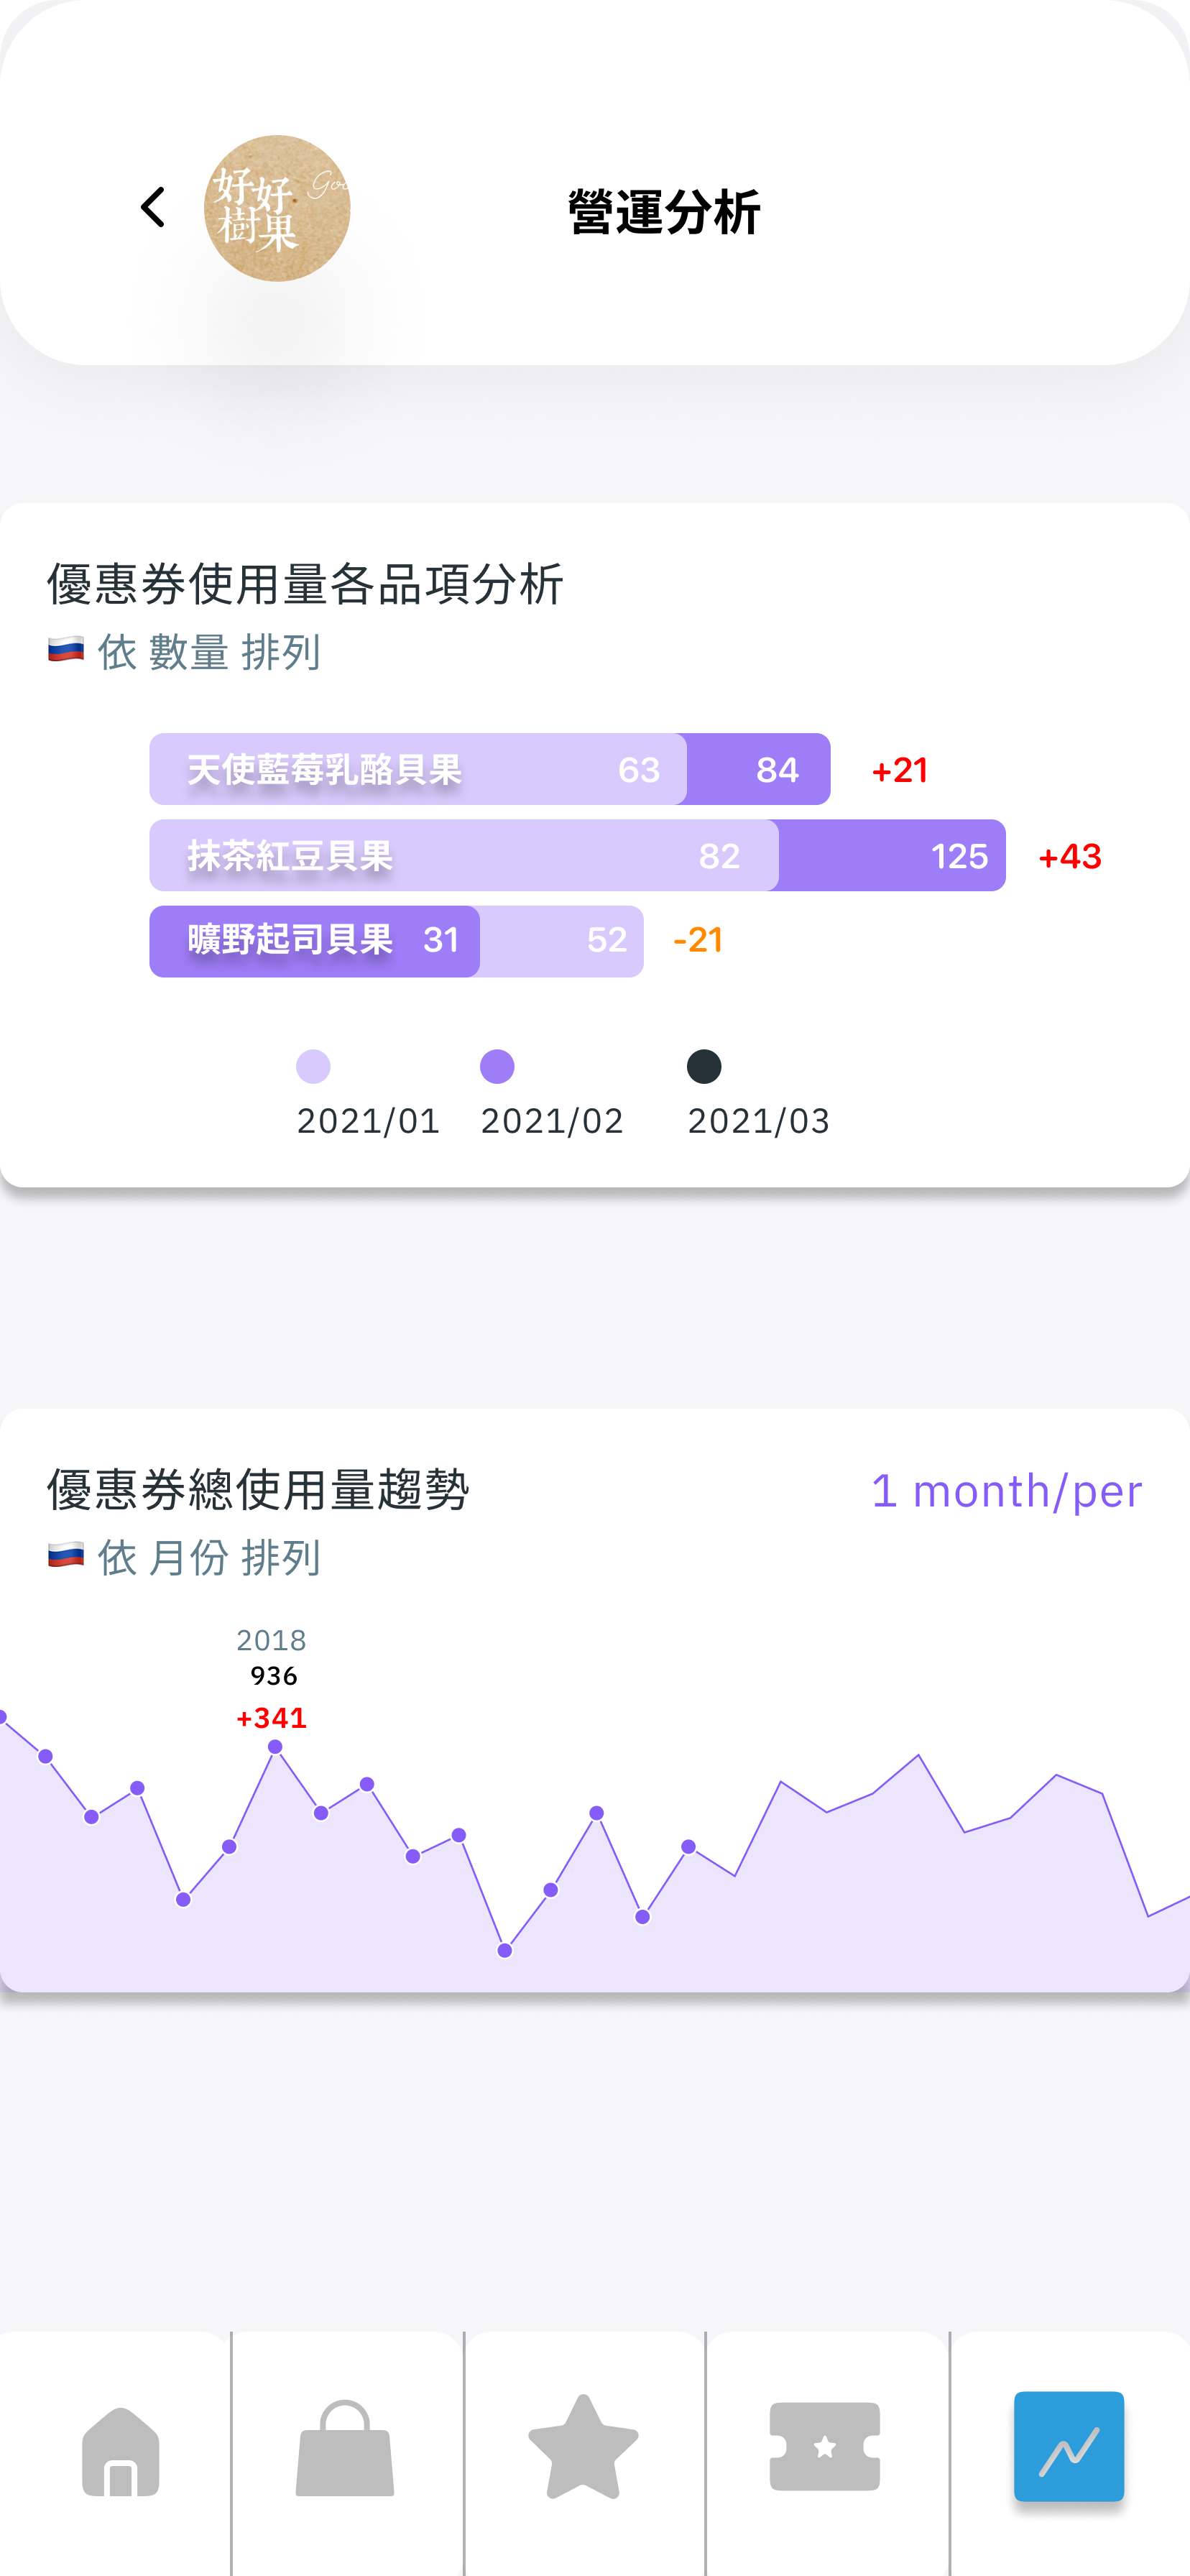 好好
樹果
營運分析
優惠券使用量各品項分析
依 數量 排列
天使藍莓乳酪貝果 63 84 +21
抹茶紅豆貝果 82 125 +43
曠野起司貝果 31 52 -21
2021/01 2021/02 2021/03
優惠券總使用量趨勢 1 month/per
依 月份 排列
2018
936
+341